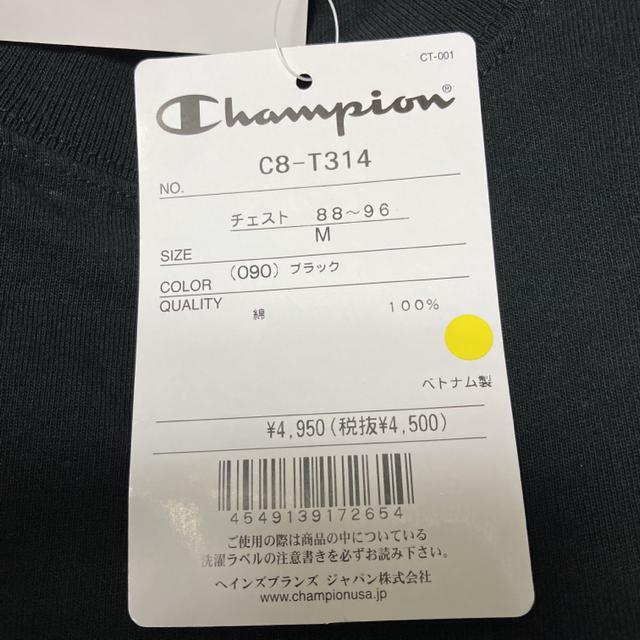 CT-001
Champion®
NO. C8-T314
チェスト 88〜96
SIZE M
COLOR (090) ブラック
QUALITY
綿 100%
ベトナム製
¥4,950(税抜¥4,500)
4549139172654
ご使用の際は商品の中についている
洗濯ラベルの注意書きを必ずお読み下さい。
ヘインズブランズ ジャパン株式会社
www.championusa.jp/